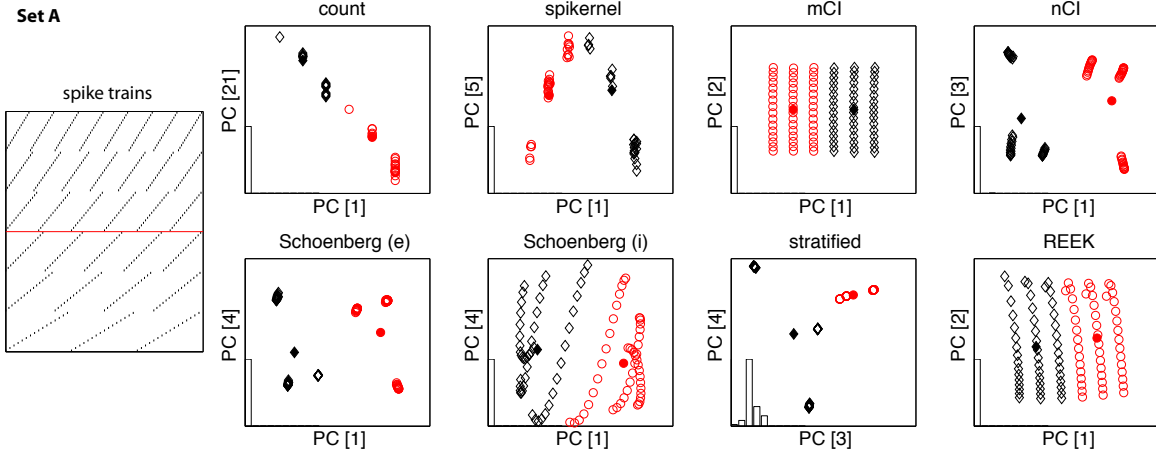 Set A
spike trains
count
PC [21]
PC [1]
spikernel
PC [5]
PC [1]
mCI
PC [2]
PC [1]
nCI
PC [3]
PC [1]
Schoenberg (e)
PC [4]
PC [1]
Schoenberg (i)
PC [4]
PC [1]
stratified
PC [4]
PC [3]
REEK
PC [2]
PC [1]